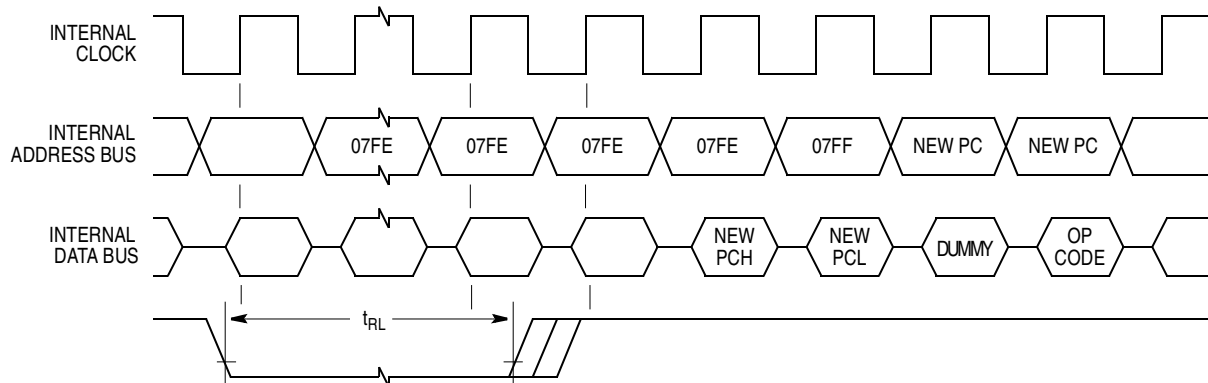 INTERNAL
CLOCK
INTERNAL
ADDRESS BUS
07FE
07FE
07FE
07FE
07FF
NEW PC
NEW PC
INTERNAL
DATA BUS
NEW
PCH
NEW
PCL
DUMMY
OP
CODE
tRL